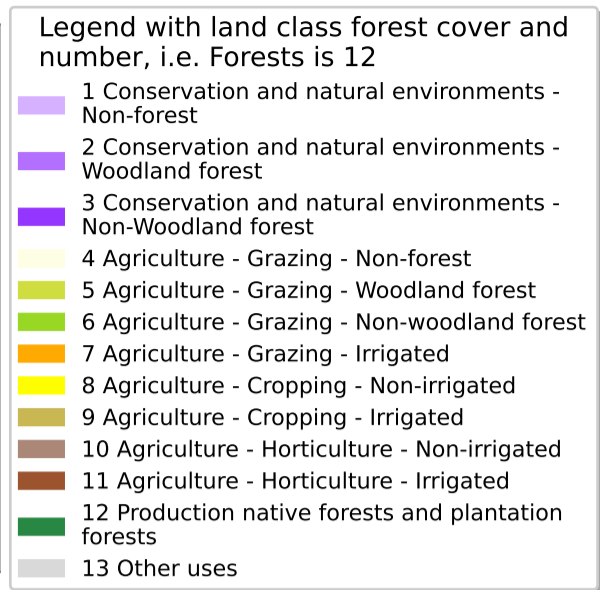 Legend with land class forest cover and
number, i.e. Forests is 12
1 Conservation and natural environments -
Non-forest
2 Conservation and natural environments -
Woodland forest
3 Conservation and natural environments -
Non-Woodland forest
4 Agriculture - Grazing - Non-forest
5 Agriculture - Grazing - Woodland forest
6 Agriculture - Grazing - Non-woodland forest
7 Agriculture - Grazing - Irrigated
8 Agriculture - Cropping - Non-irrigated
9 Agriculture - Cropping - Irrigated
10 Agriculture - Horticulture - Non-irrigated
11 Agriculture - Horticulture - Irrigated
12 Production native forests and plantation
forests
13 Other uses